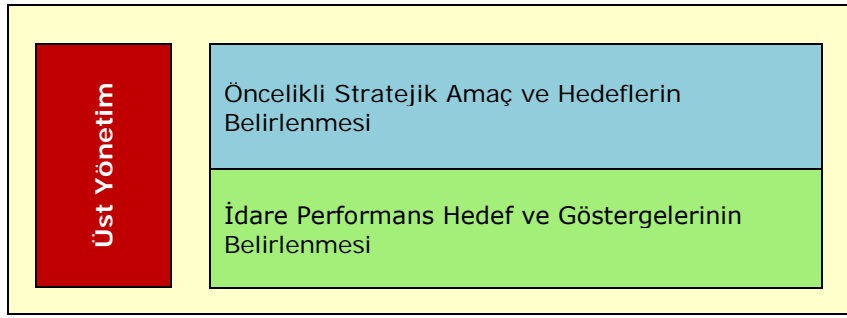 Üst Yönetim
Öncelikli Stratejik Amaç ve Hedeflerin
Belirlenmesi
İdare Performans Hedef ve Göstergelerinin
Belirlenmesi